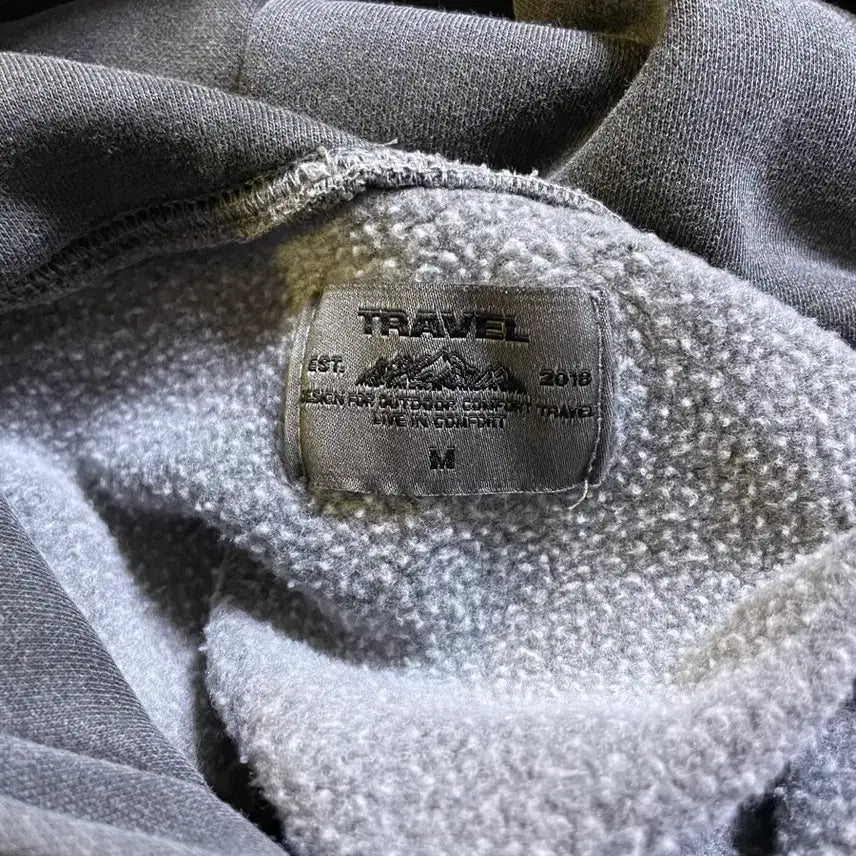 TRAVEL
EST. 2018
DESIGN FOR OUTDOOR COMFORT TRAVEL
LIVE IN COMFORT
M